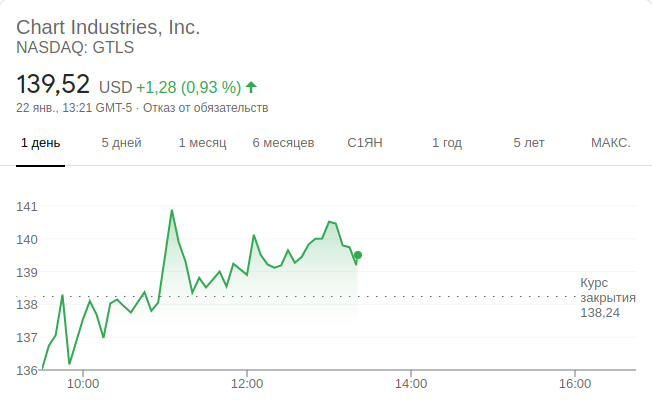 Chart Industries, Inc.
NASDAQ: GTLS
139,52 USD +1,28 (0,93 %)
22 янв., 13:21 GMT-5 · Отказ от обязательств
1 день 5 дней 1 месяц 6 месяцев С1ЯН 1 год 5 лет МАКС.
141
140
139
138
137
136
Курс
закрытия
138,24
10:00 12:00 14:00 16:00